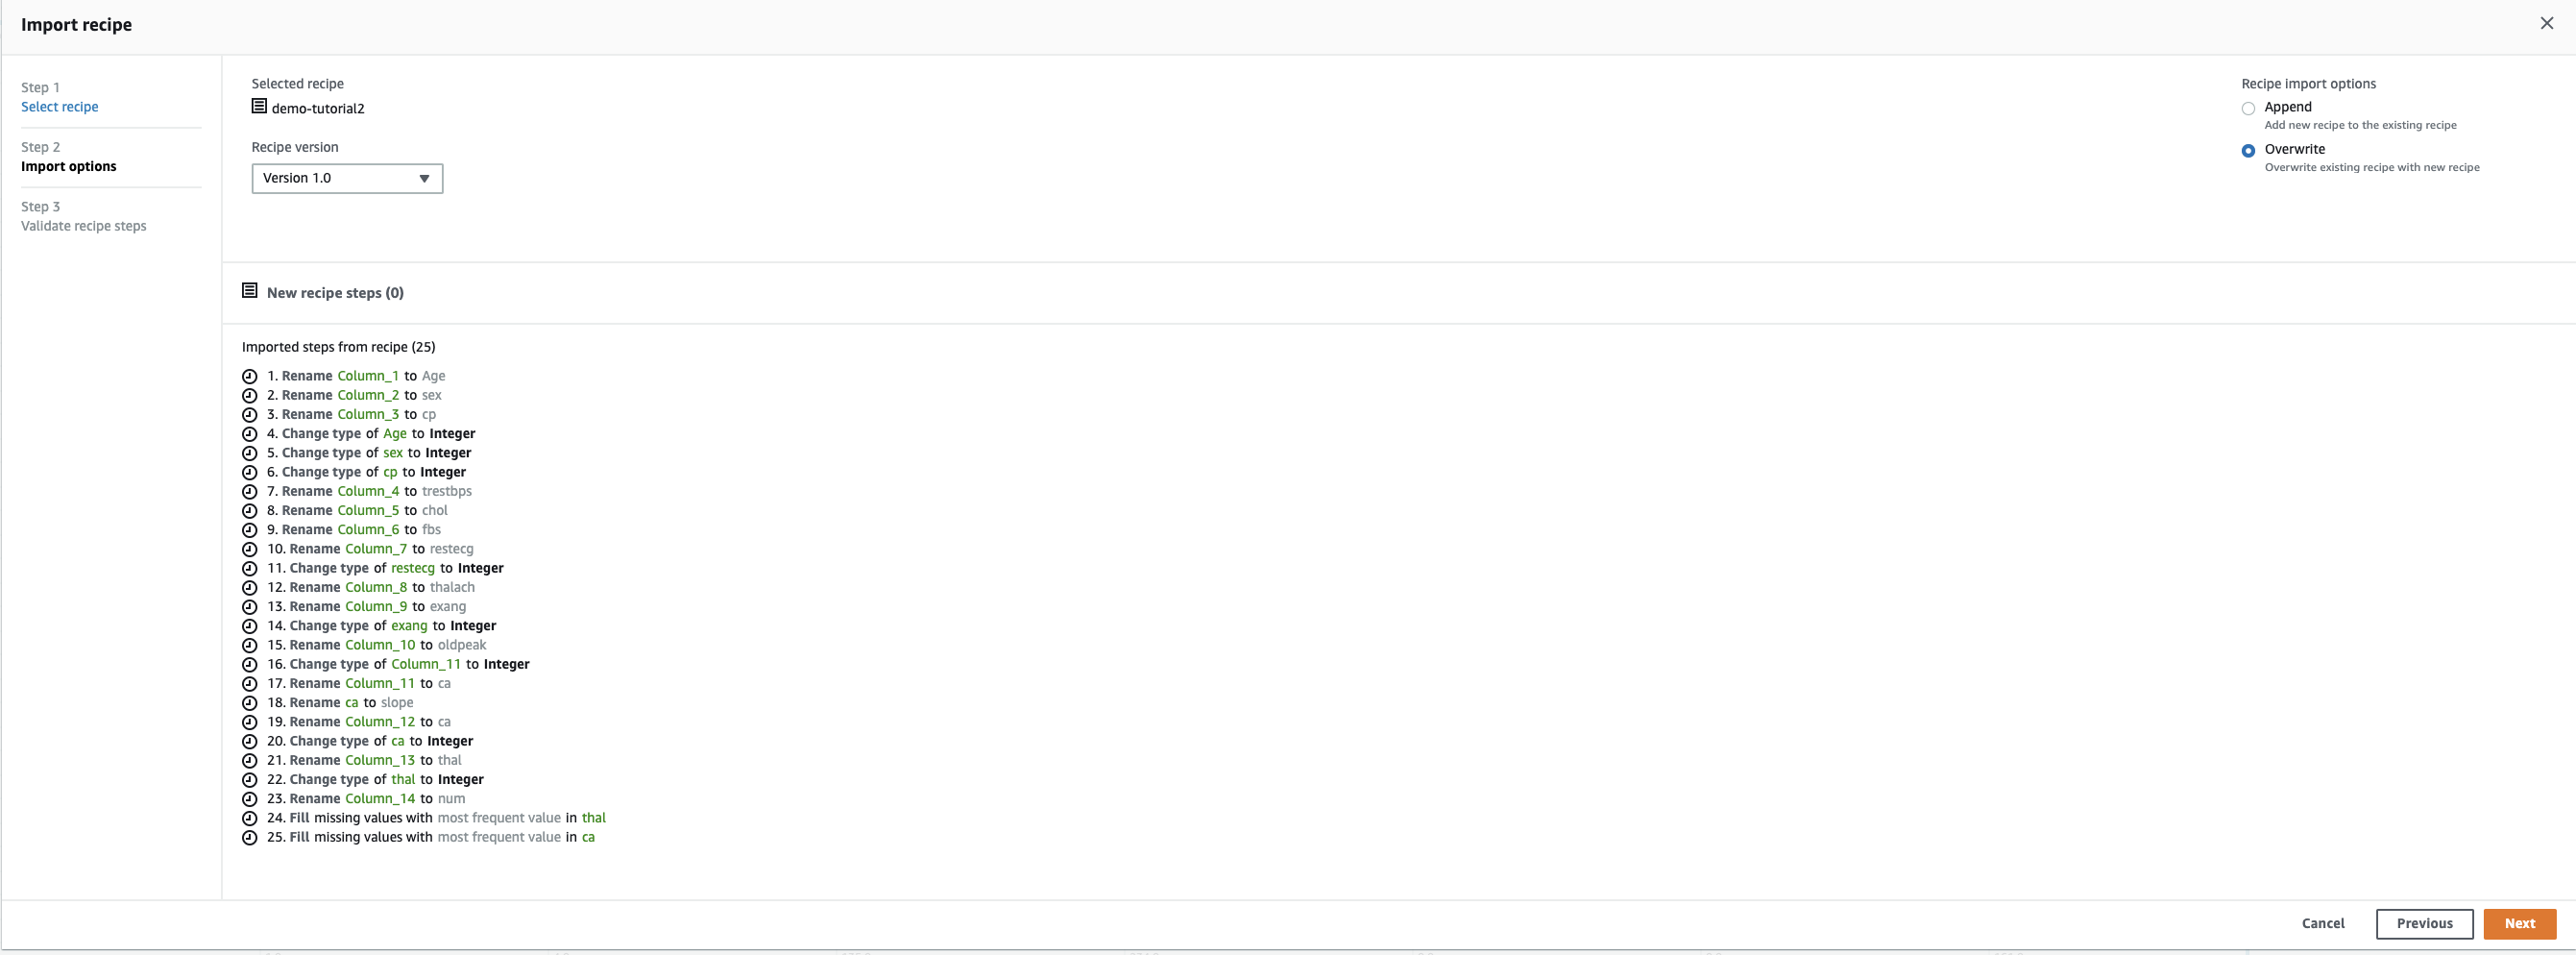 Import recipe
Step 1
Select recipe
Step 2
Import options
Step 3
Validate recipe steps
Selected recipe
demo-tutorial2
Recipe version
Version 1.0
Recipe import options
Append
Add new recipe to the existing recipe
Overwrite
Overwrite existing recipe with new recipe
New recipe steps (0)
Imported steps from recipe (25)
1. Rename Column_1 to Age
2. Rename Column_2 to sex
3. Rename Column_3 to cp
4. Change type of Age to Integer
5. Change type of sex to Integer
6. Change type of cp to Integer
7. Rename Column_4 to trestbps
8. Rename Column_5 to chol
9. Rename Column_6 to fbs
10. Rename Column_7 to restecg
11. Change type of restecg to Integer
12. Rename Column_8 to thalach
13. Rename Column_9 to exang
14. Change type of exang to Integer
15. Rename Column_10 to oldpeak
16. Change type of Column_11 to Integer
17. Rename Column_11 to ca
18. Rename ca to slope
19. Rename Column_12 to ca
20. Change type of ca to Integer
21. Rename Column_13 to thal
22. Change type of thal to Integer
23. Rename Column_14 to num
24. Fill missing values with most frequent value in thal
25. Fill missing values with most frequent value in ca
Cancel
Previous
Next